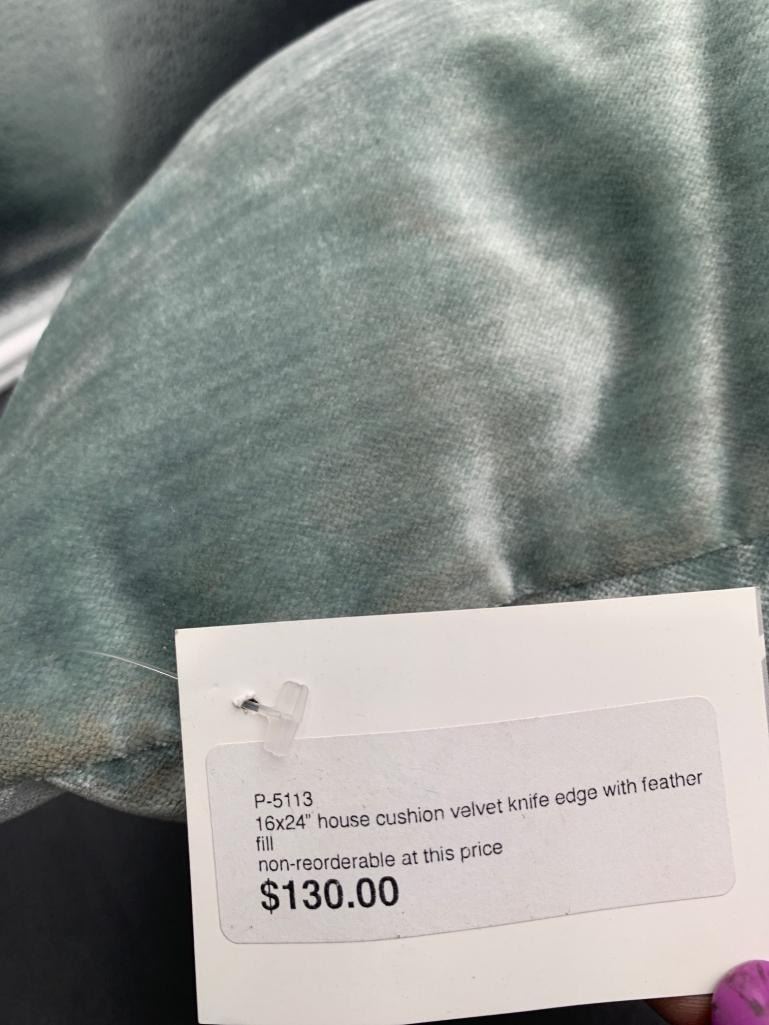 P-5113
16x24" house cushion velvet knife edge with feather
fill
non-reorderable at this price
$130.00